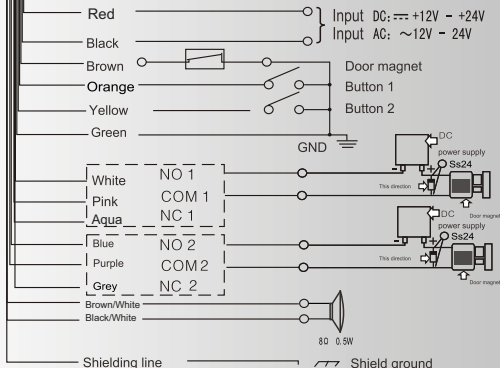 Red
Input DC: ⎓ +12V - +24V
Black
Input AC: ~12V - 24V
Brown
Door magnet
Orange
Button 1
Yellow
Button 2
Green
GND
DC
power supply
Ss24
- +
White NO 1
This direction
Pink COM 1
Door magnet
Aqua NC 1
DC
power supply
Blue NO 2
Ss24
- +
Purple COM 2
This direction
Grey NC 2
Door magnet
Brown/White
Black/White
8Ω 0.5W
Shielding line
Shield ground